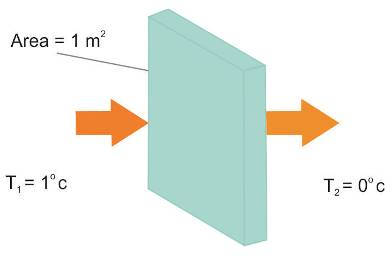 Area = 1 m²
T₁ = 1°c
T₂ = 0°c